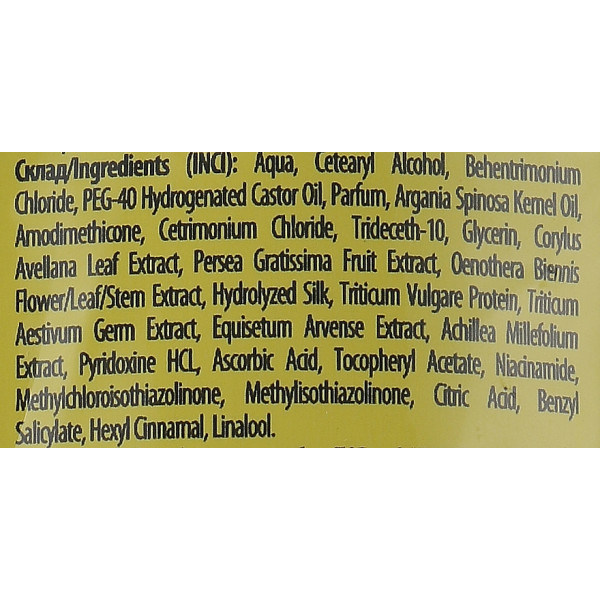 Склад/Ingredients (INCI): Aqua, Cetearyl Alcohol, Behentrimonium
Chloride, PEG-40 Hydrogenated Castor Oil, Parfum, Argania Spinosa Kernel Oil,
Amodimethicone, Cetrimonium Chloride, Trideceth-10, Glycerin, Corylus
Avellana Leaf Extract, Persea Gratissima Fruit Extract, Oenothera Biennis
Flower/Leaf/Stem Extract, Hydrolyzed Silk, Triticum Vulgare Protein, Triticum
Aestivum Germ Extract, Equisetum Arvense Extract, Achillea Millefolium
Extract, Pyridoxine HCL, Ascorbic Acid, Tocopheryl Acetate, Niacinamide,
Methylchloroisothiazolinone, Methylisothiazolinone, Citric Acid, Benzyl
Salicylate, Hexyl Cinnamal, Linalool.